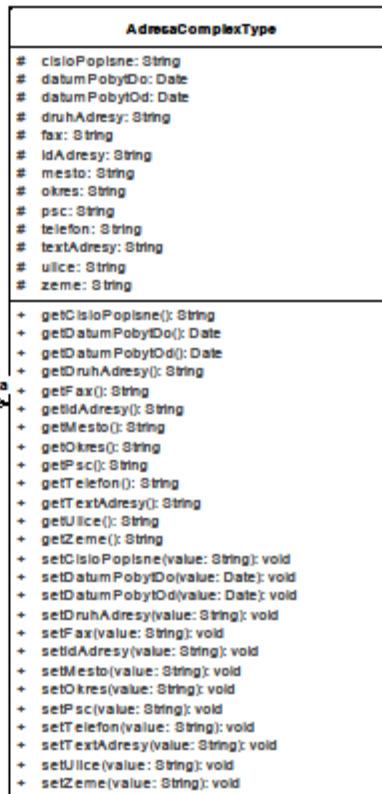 AdresaComplexType
# cisloPopisne: String
# datumPobytDo: Date
# datumPobytOd: Date
# druhAdresy: String
# fax: String
# idAdresy: String
# mesto: String
# okres: String
# psc: String
# telefon: String
# textAdresy: String
# ulice: String
# zeme: String
+ getCisloPopisne(): String
+ getDatumPobytDo(): Date
+ getDatumPobytOd(): Date
+ getDruhAdresy(): String
+ getFax(): String
+ getIdAdresy(): String
+ getMesto(): String
+ getOkres(): String
+ getPsc(): String
+ getTelefon(): String
+ getTextAdresy(): String
+ getUlice(): String
+ getZeme(): String
+ setCisloPopisne(value: String): void
+ setDatumPobytDo(value: Date): void
+ setDatumPobytOd(value: Date): void
+ setDruhAdresy(value: String): void
+ setFax(value: String): void
+ setIdAdresy(value: String): void
+ setMesto(value: String): void
+ setOkres(value: String): void
+ setPsc(value: String): void
+ setTelefon(value: String): void
+ setTextAdresy(value: String): void
+ setUlice(value: String): void
+ setZeme(value: String): void